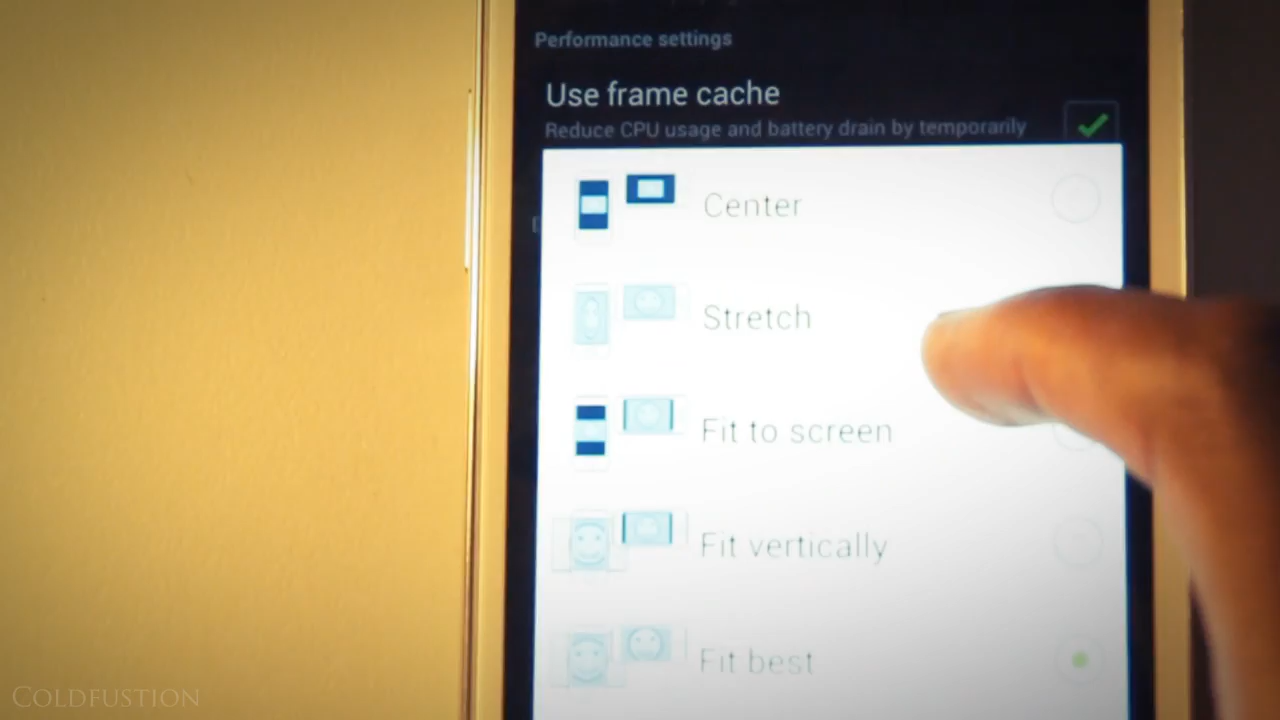 Performance settings
Use frame cache
Reduce CPU usage and battery drain by temporarily
Center
Stretch
Fit to screen
Fit vertically
Fit best
COLDFUSTION